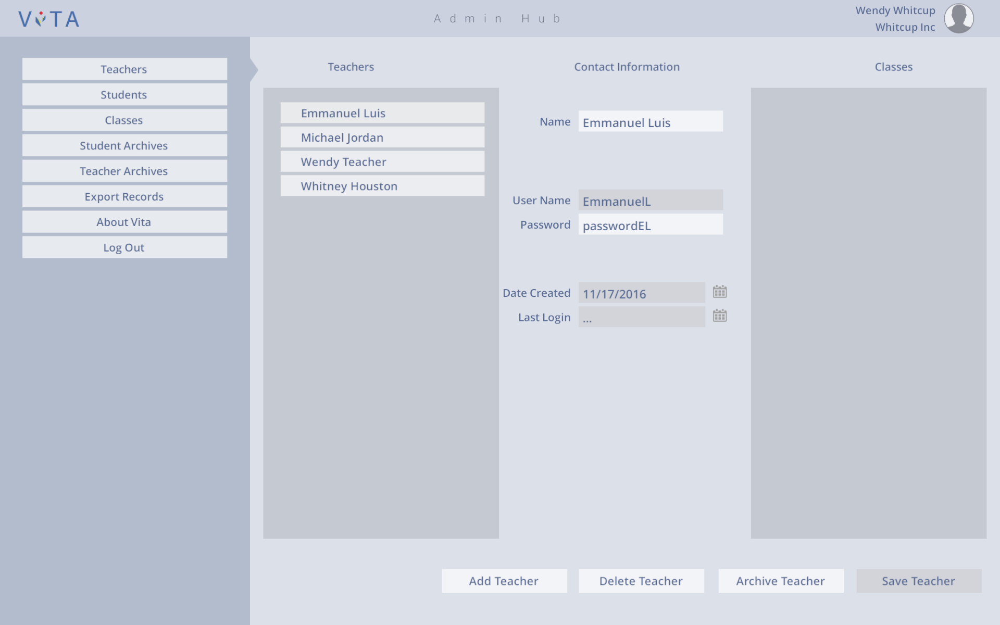 VITA
Admin Hub
Wendy Whitcup
Whitcup Inc
Teachers
Students
Classes
Student Archives
Teacher Archives
Export Records
About Vita
Log Out
Teachers
Emmanuel Luis
Michael Jordan
Wendy Teacher
Whitney Houston
Contact Information
Name Emmanuel Luis
User Name EmmanuelL
Password passwordEL
Date Created 11/17/2016
Last Login ...
Classes
Add Teacher
Delete Teacher
Archive Teacher
Save Teacher